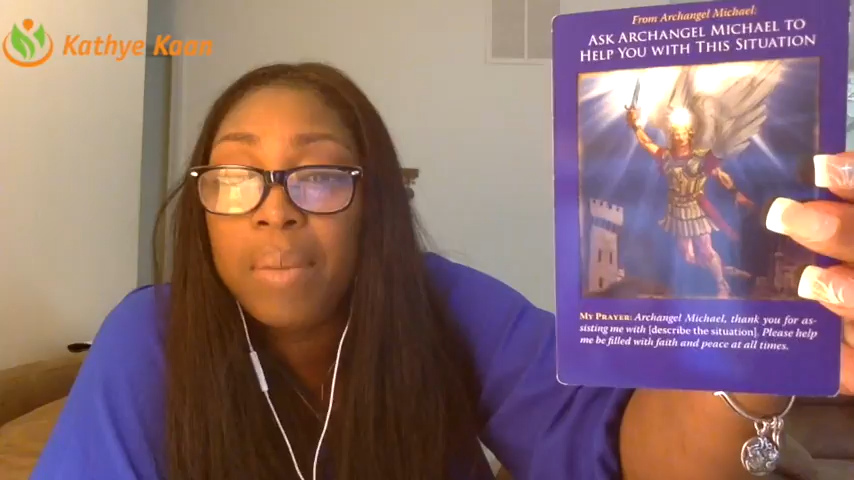 Kathye Kaan
From Archangel Michael:
ASK ARCHANGEL MICHAEL TO
HELP YOU WITH THIS SITUATION
MY PRAYER: Archangel Michael, thank you for as-
sisting me with [describe the situation]. Please help
me be filled with faith and peace at all times.